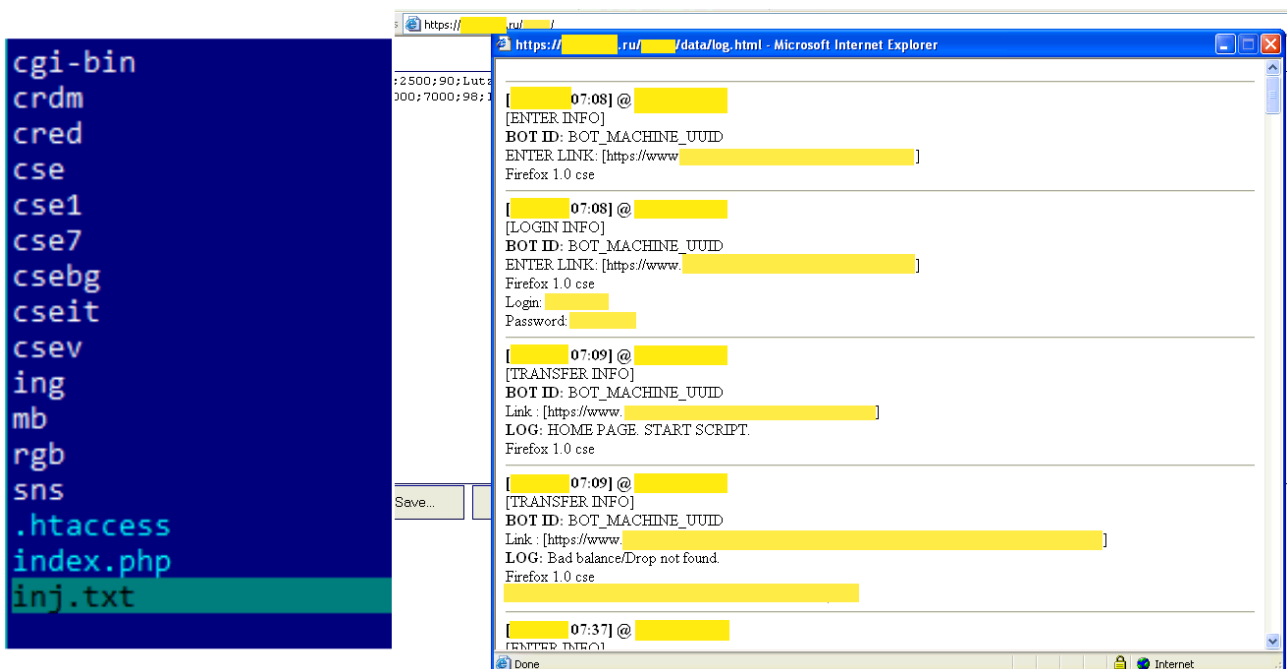 cgi-bin
crdm
cred
cse
cse1
cse7
csebg
cseit
csev
ing
mb
rgb
sns
.htaccess
index.php
inj.txt
https:// .ru/ /
:2500;90;Lutz
000;7000;98;
Save...
https:// .ru/ /data/log.html - Microsoft Internet Explorer
[ 07:08] @
[ENTER INFO]
BOT ID: BOT_MACHINE_UUID
ENTER LINK: [https://www ]
Firefox 1.0 cse
[ 07:08] @
[LOGIN INFO]
BOT ID: BOT_MACHINE_UUID
ENTER LINK: [https://www. ]
Firefox 1.0 cse
Login:
Password:
[ 07:09] @
[TRANSFER INFO]
BOT ID: BOT_MACHINE_UUID
Link : [https://www. ]
LOG: HOME PAGE. START SCRIPT.
Firefox 1.0 cse
[ 07:09] @
[TRANSFER INFO]
BOT ID: BOT_MACHINE_UUID
Link : [https://www. ]
LOG: Bad balance/Drop not found.
Firefox 1.0 cse
[ 07:37] @
[ENTER INFO]
Done
Internet